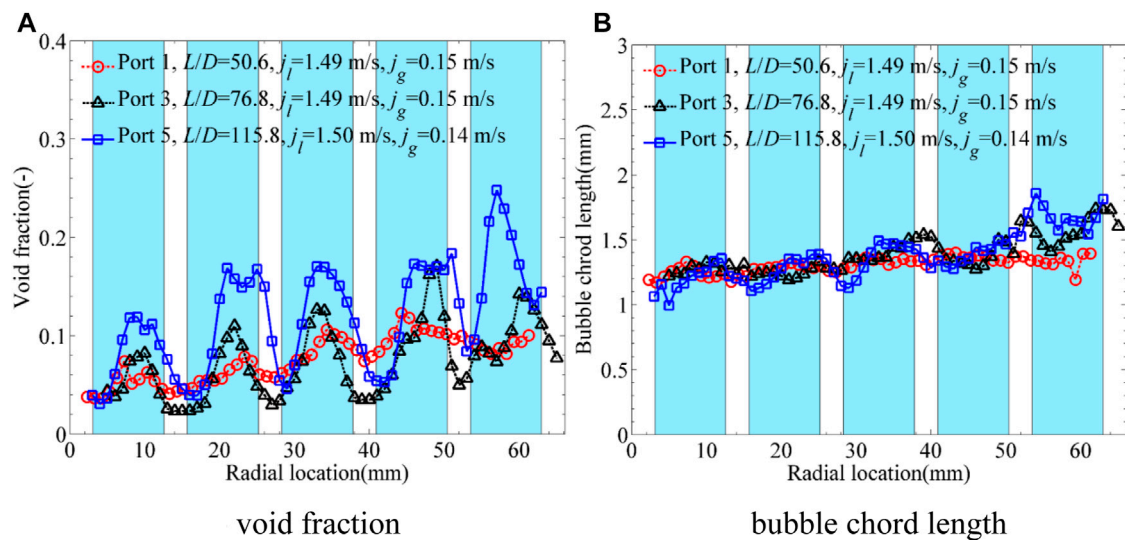 A
0.4
0.3
0.2
0.1
0
Void fraction(-)
Port 1, L/D=50.6, jl=1.49 m/s, jg=0.15 m/s
Port 3, L/D=76.8, jl=1.49 m/s, jg=0.15 m/s
Port 5, L/D=115.8, jl=1.50 m/s, jg=0.14 m/s
0 10 20 30 40 50 60
Radial location(mm)
void fraction
B
3
2.5
2
1.5
1
0.5
0
Bubble chrod length(mm)
Port 1, L/D=50.6, jl=1.49 m/s, jg=0.15 m/s
Port 3, L/D=76.8, jl=1.49 m/s, jg=0.15 m/s
Port 5, L/D=115.8, jl=1.50 m/s, jg=0.14 m/s
0 10 20 30 40 50 60
Radial location(mm)
bubble chord length